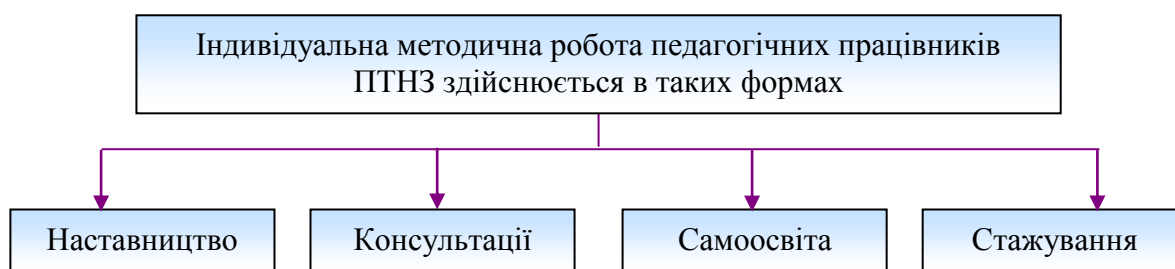 Індивідуальна методична робота педагогічних працівників
ПТНЗ здійснюється в таких формах
Наставництво
Консультації
Самоосвіта
Стажування